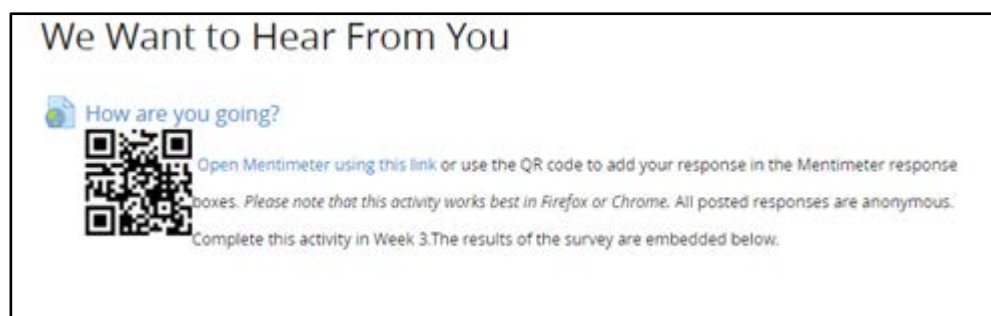 We Want to Hear From You
How are you going?
Open Mentimeter using this link or use the QR code to add your response in the Mentimeter response
boxes. Please note that this activity works best in Firefox or Chrome. All posted responses are anonymous.
Complete this activity in Week 3.The results of the survey are embedded below.